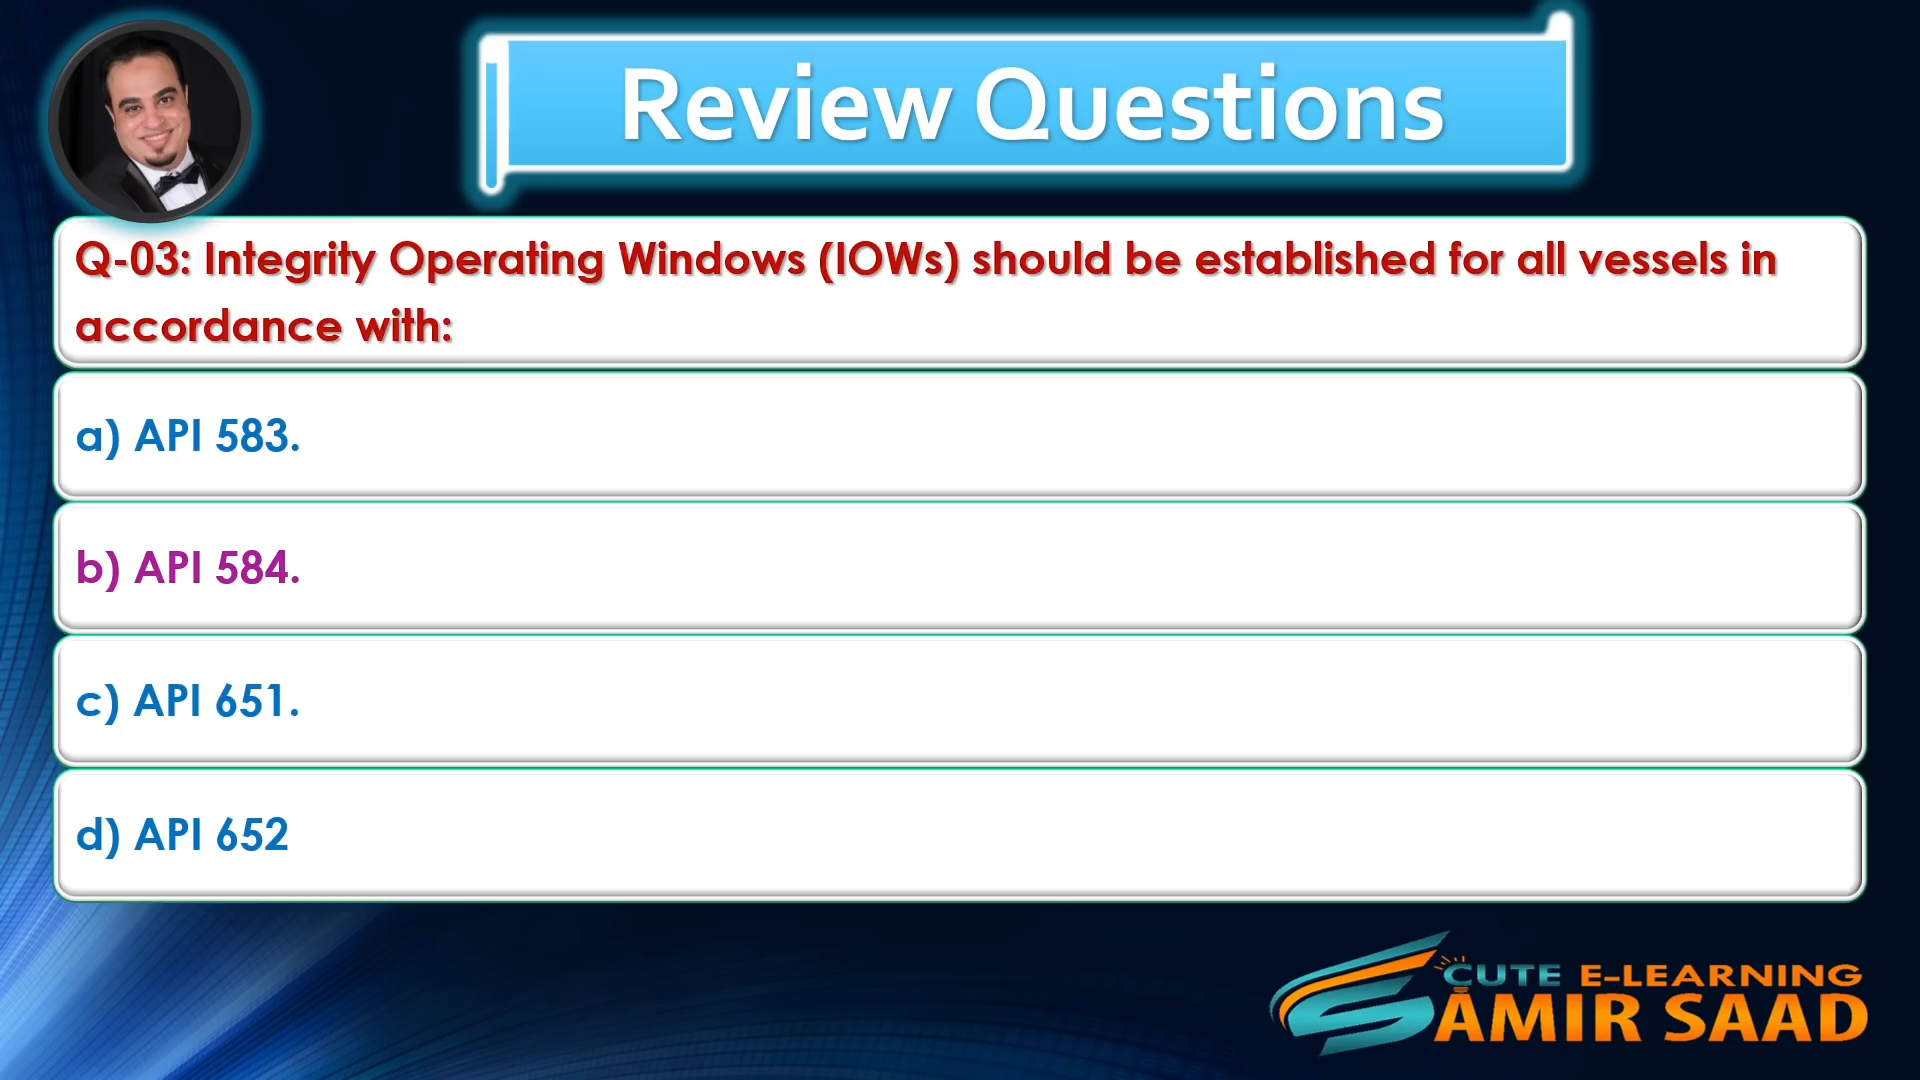 Review Questions
Q-03: Integrity Operating Windows (IOWs) should be established for all vessels in
accordance with:
a) API 583.
b) API 584.
c) API 651.
d) API 652
CUTE E-LEARNING
AMIR SAAD